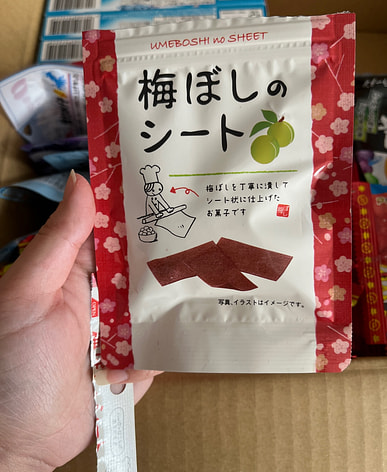 UMEBOSHI no SHEET
梅ぼしの
シート
梅ぼしを丁寧に潰して
シート状に仕上げた
お菓子です
写真、イラストはイメージです。